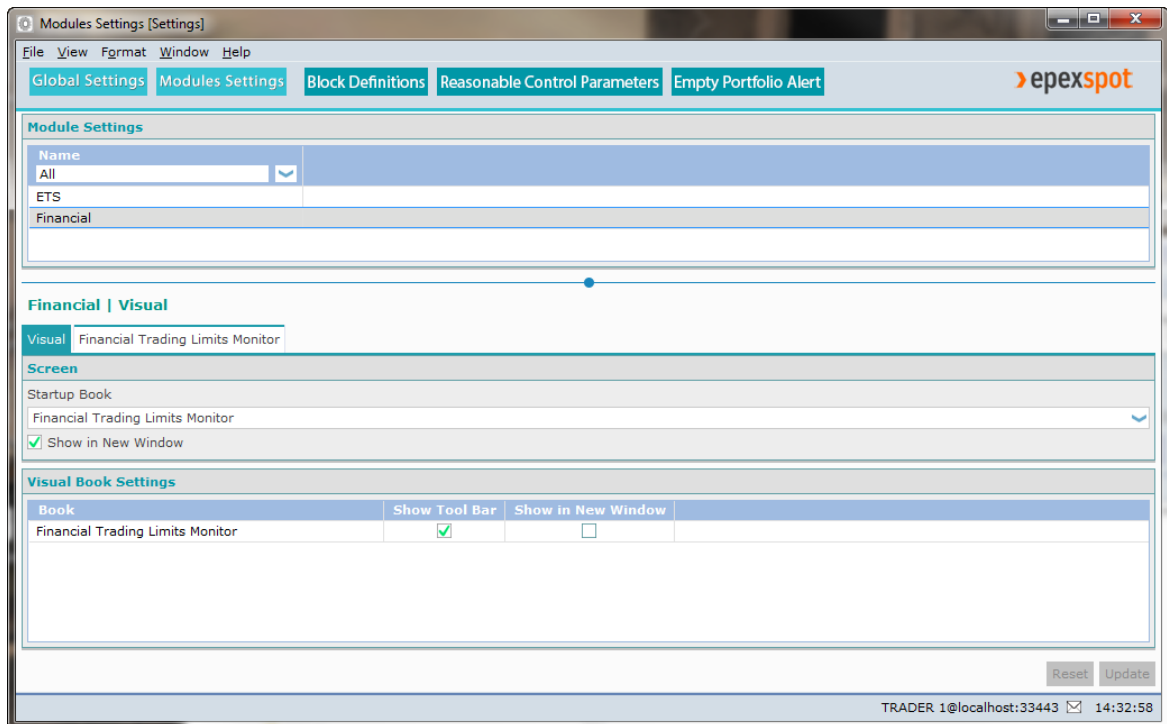 Modules Settings [Settings]
File View Format Window Help
Global Settings Modules Settings Block Definitions Reasonable Control Parameters Empty Portfolio Alert epexspot
Module Settings
Name
All
ETS
Financial
Financial | Visual
Visual Financial Trading Limits Monitor
Screen
Startup Book
Financial Trading Limits Monitor
Show in New Window
Visual Book Settings
Book Show Tool Bar Show in New Window
Financial Trading Limits Monitor
Reset Update
TRADER 1@localhost:33443 14:32:58